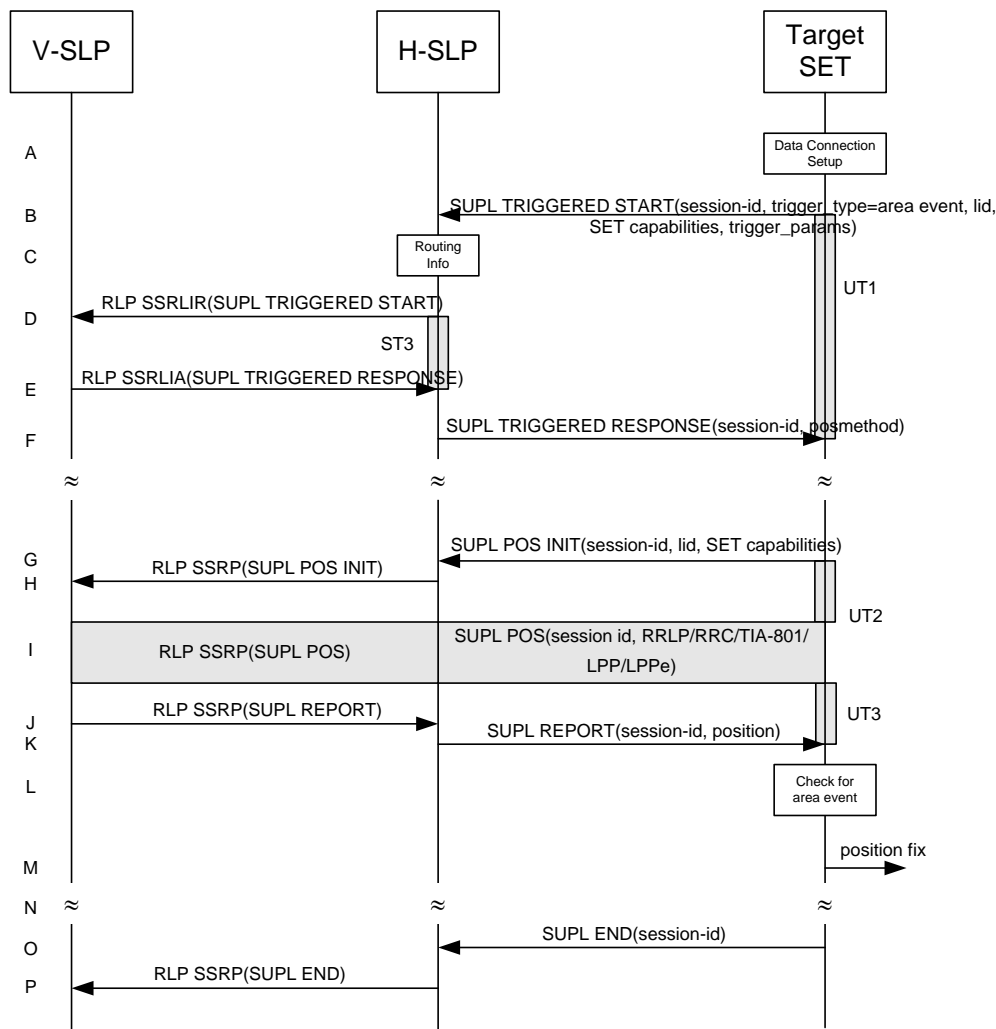 V-SLP
H-SLP
Target
SET
A
Data Connection
Setup
B
SUPL TRIGGERED START(session-id, trigger_type=area event, lid,
SET capabilities, trigger_params)
C
Routing
Info
UT1
D
RLP SSRLIR(SUPL TRIGGERED START)
ST3
E
RLP SSRLIA(SUPL TRIGGERED RESPONSE)
F
SUPL TRIGGERED RESPONSE(session-id, posmethod)
≈ ≈ ≈
G
SUPL POS INIT(session-id, lid, SET capabilities)
H
RLP SSRP(SUPL POS INIT)
UT2
I
RLP SSRP(SUPL POS)
SUPL POS(session id, RRLP/RRC/TIA-801/
LPP/LPPe)
J
RLP SSRP(SUPL REPORT)
UT3
K
SUPL REPORT(session-id, position)
L
Check for
area event
M
position fix
N
≈ ≈ ≈
O
SUPL END(session-id)
P
RLP SSRP(SUPL END)